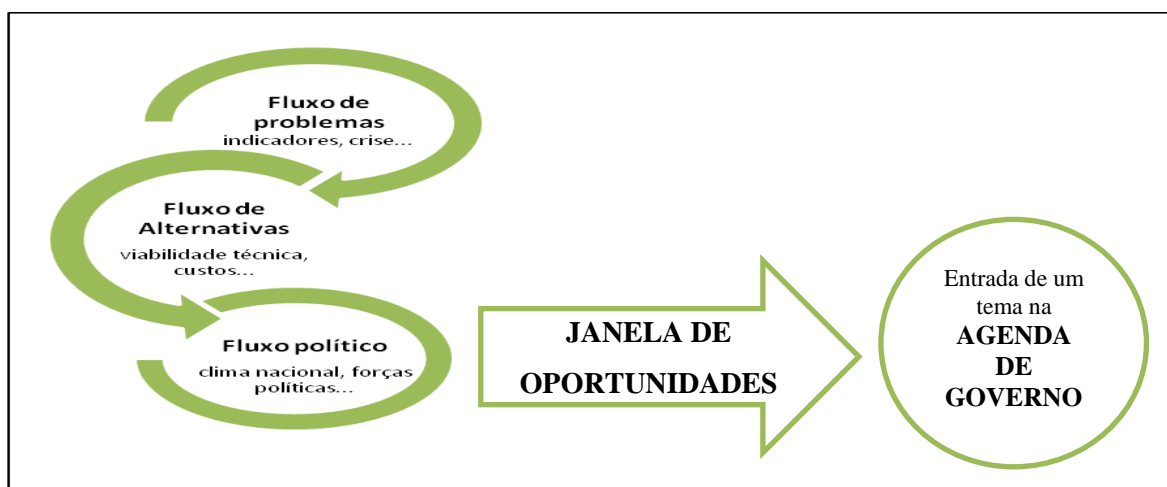 Fluxo de
problemas
indicadores, crise...
Fluxo de
Alternativas
viabilidade técnica,
custos...
Fluxo político
clima nacional, forças
políticas...
JANELA DE
OPORTUNIDADES
Entrada de um
tema na
AGENDA
DE
GOVERNO